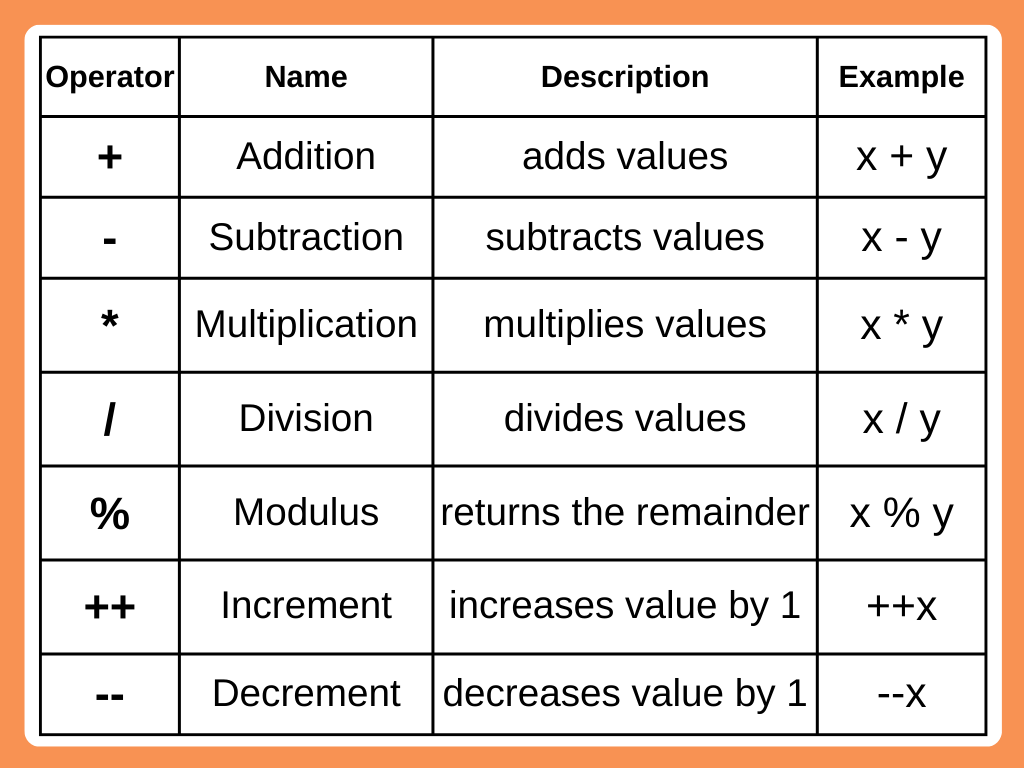 Operator Name Description Example
+ Addition adds values x + y
- Subtraction subtracts values x - y
* Multiplication multiplies values x * y
/ Division divides values x / y
% Modulus returns the remainder x % y
++ Increment increases value by 1 ++x
-- Decrement decreases value by 1 --x